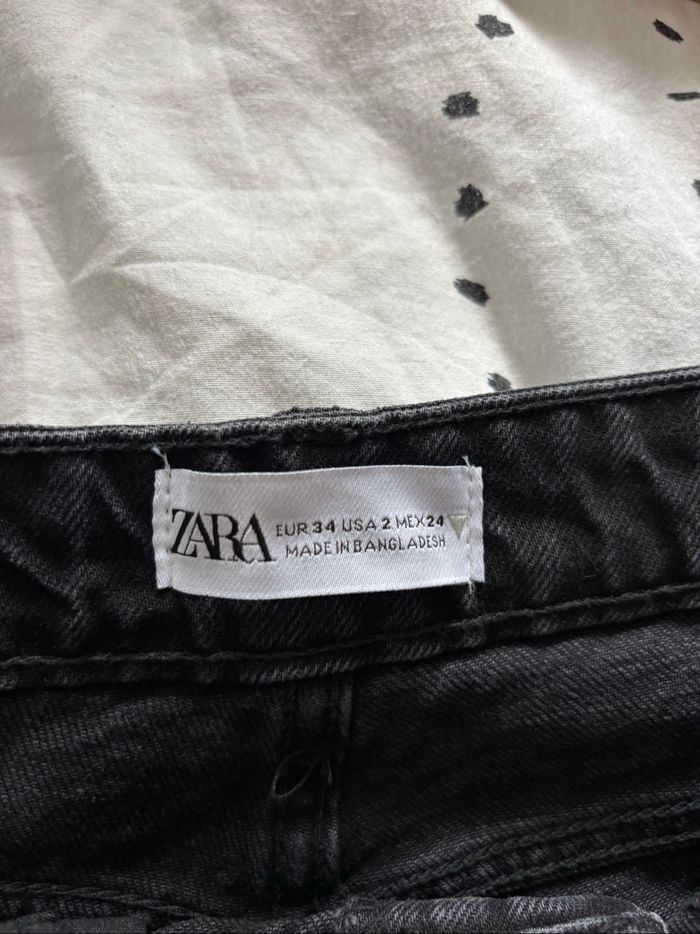 ZARA
EUR 34 USA 2 MEX 24
MADE IN BANGLADESH